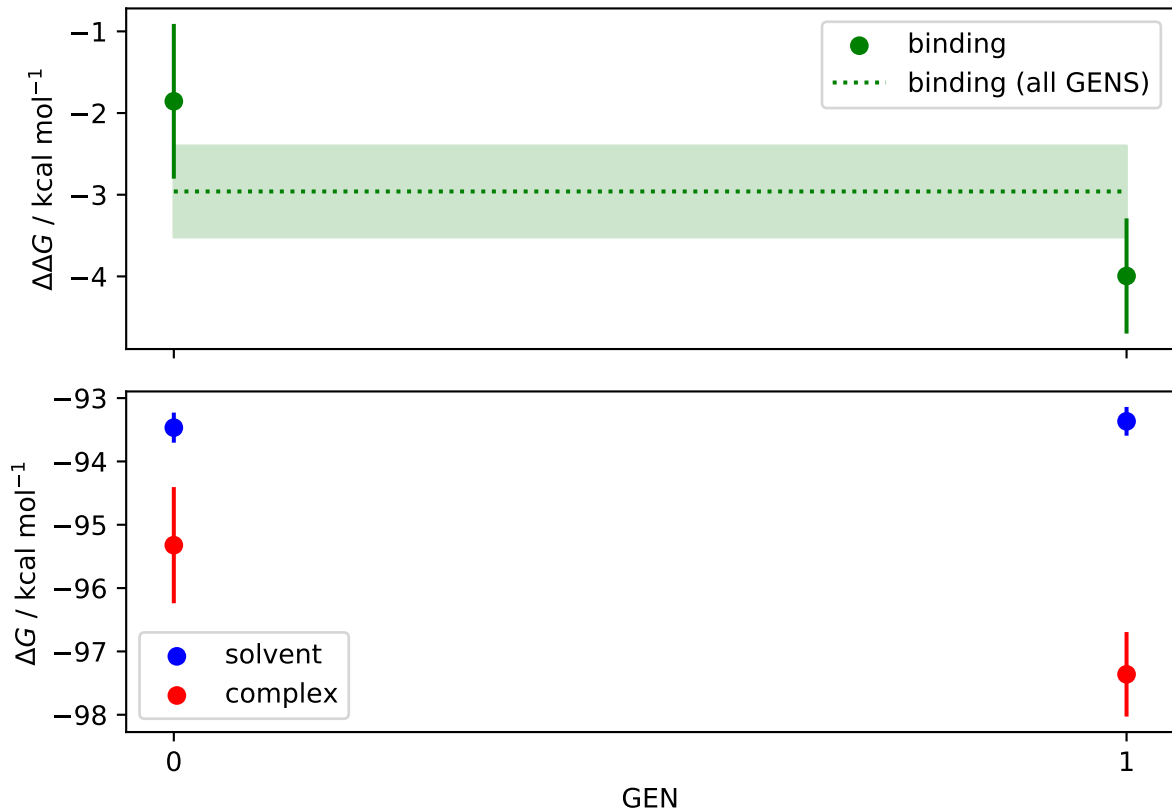 −1
−2
−3
−4
ΔΔG / kcal mol⁻¹
binding
binding (all GENS)
−93
−94
−95
−96
−97
−98
ΔG / kcal mol⁻¹
solvent
complex
0
1
GEN